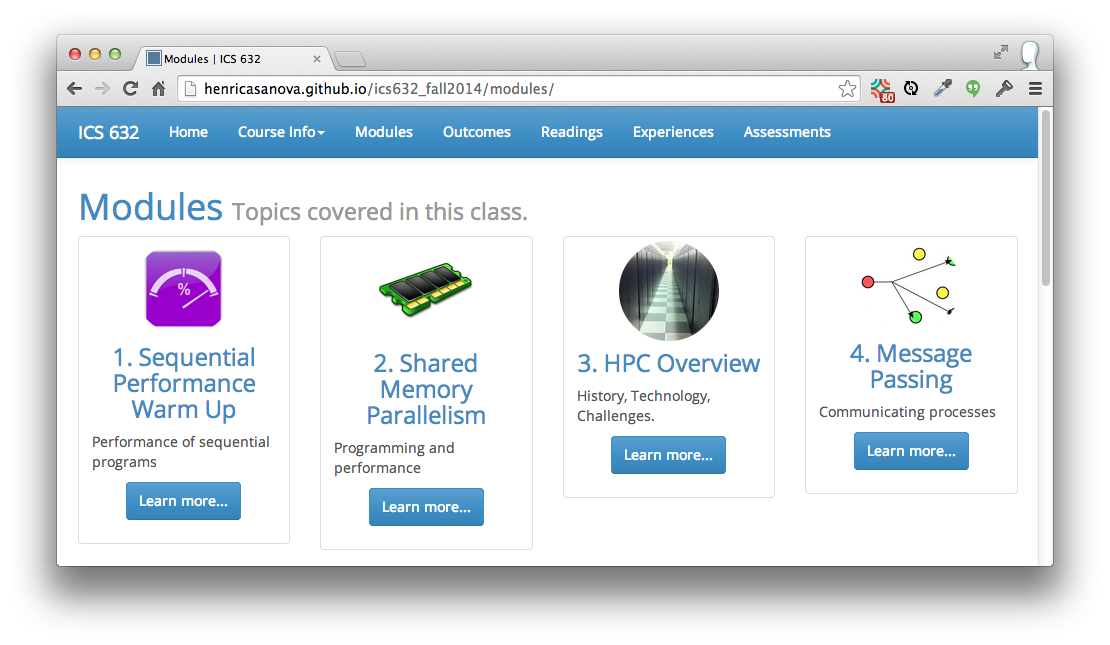 Modules | ICS 632
henricasanova.github.io/ics632_fall2014/modules/
80
ICS 632 Home Course Info Modules Outcomes Readings Experiences Assessments
Modules Topics covered in this class.
%
1. Sequential
Performance
Warm Up
Performance of sequential
programs
Learn more...
2. Shared
Memory
Parallelism
Programming and
performance
Learn more...
3. HPC Overview
History, Technology,
Challenges.
Learn more...
4. Message
Passing
Communicating processes
Learn more...